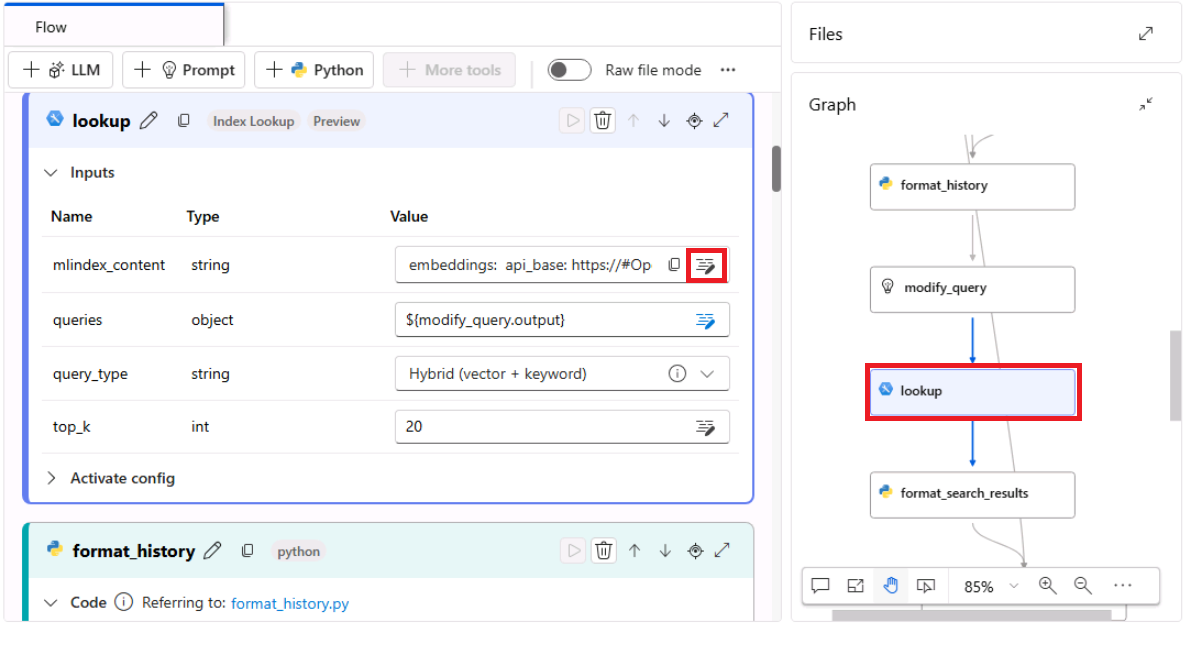 Flow
LLM
Prompt
Python
More tools
Raw file mode
lookup
Index Lookup
Preview
Inputs
Name Type Value
mlindex_content string embeddings: api_base: https://#Op
queries object ${modify_query.output}
query_type string Hybrid (vector + keyword)
top_k int 20
Activate config
format_history
python
Code Referring to: format_history.py
Files
Graph
format_history
modify_query
lookup
format_search_results
85%